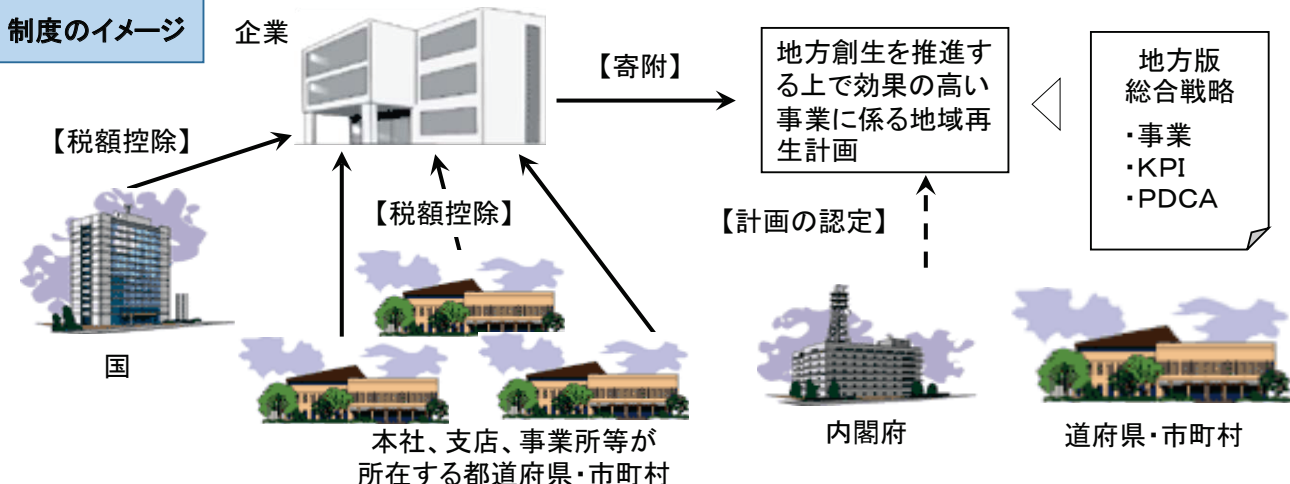 制度のイメージ
企業
【寄附】
地方創生を推進す
る上で効果の高い
事業に係る地域再
生計画
地方版
総合戦略
・事業
・KPI
・PDCA
【税額控除】
【税額控除】
【計画の認定】
国
本社、支店、事業所等が
所在する都道府県・市町村
内閣府
道府県・市町村